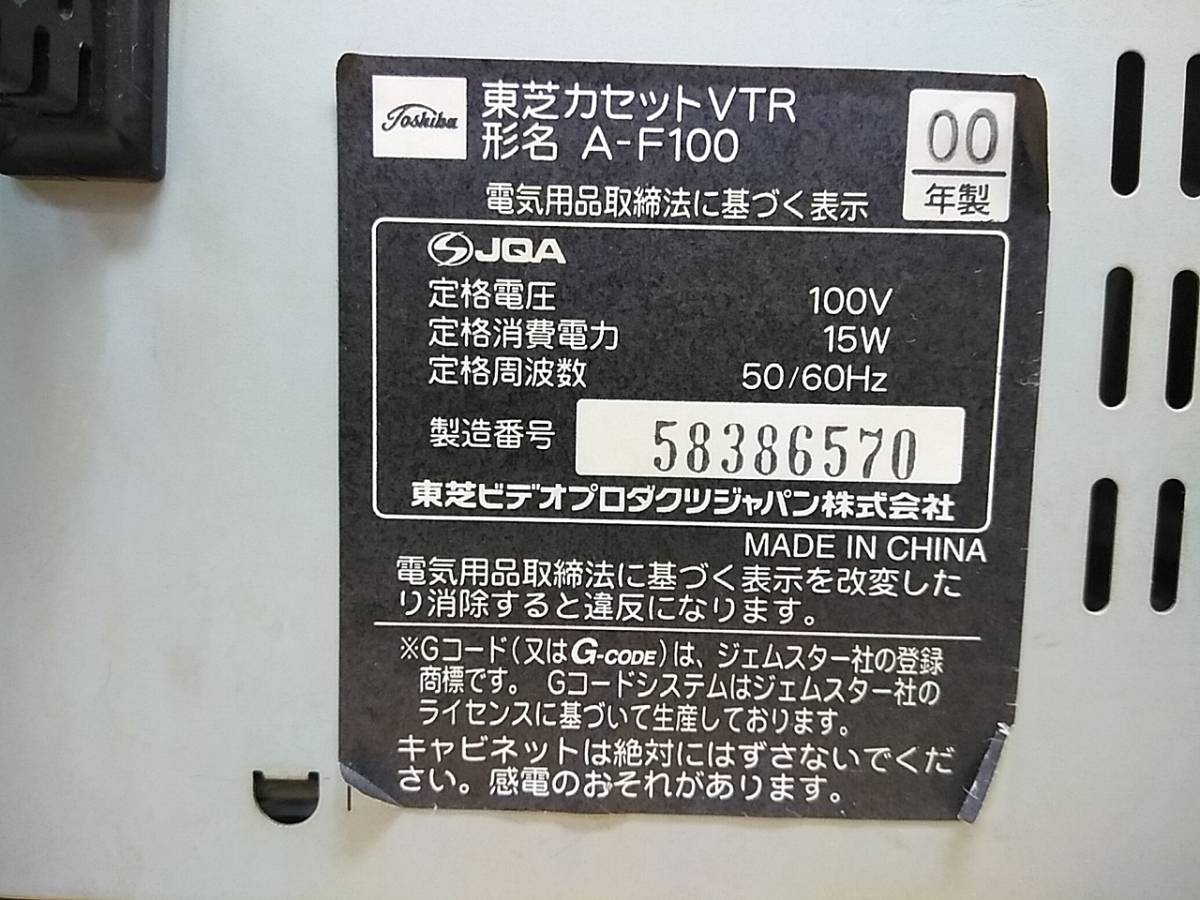 Toshiba
東芝カセットVTR
形名 A-F100
00
年製
電気用品取締法に基づく表示
JQA
定格電圧 100V
定格消費電力 15W
定格周波数 50/60Hz
製造番号 58386570
東芝ビデオプロダクツジャパン株式会社
MADE IN CHINA
電気用品取締法に基づく表示を改変した
り消除すると違反になります。
※Gコード(又はG-CODE)は、ジェムスター社の登録
商標です。 Gコードシステムはジェムスター社の
ライセンスに基づいて生産しております。
キャビネットは絶対にはずさないでくだ
さい。感電のおそれがあります。